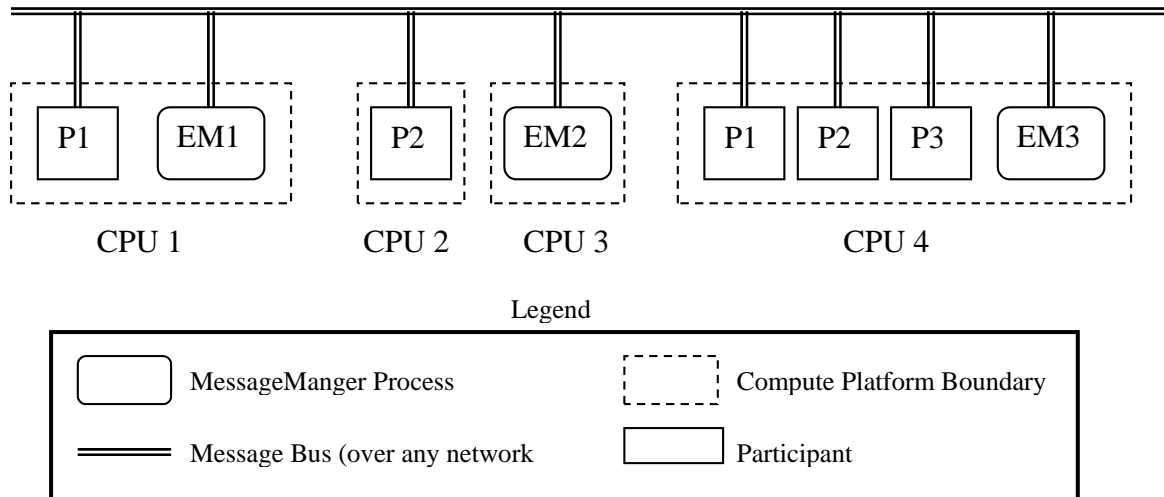 P1 EM1 P2 EM2 P1 P2 P3 EM3
CPU 1 CPU 2 CPU 3 CPU 4
Legend
MessageManger Process Compute Platform Boundary
Message Bus (over any network Participant